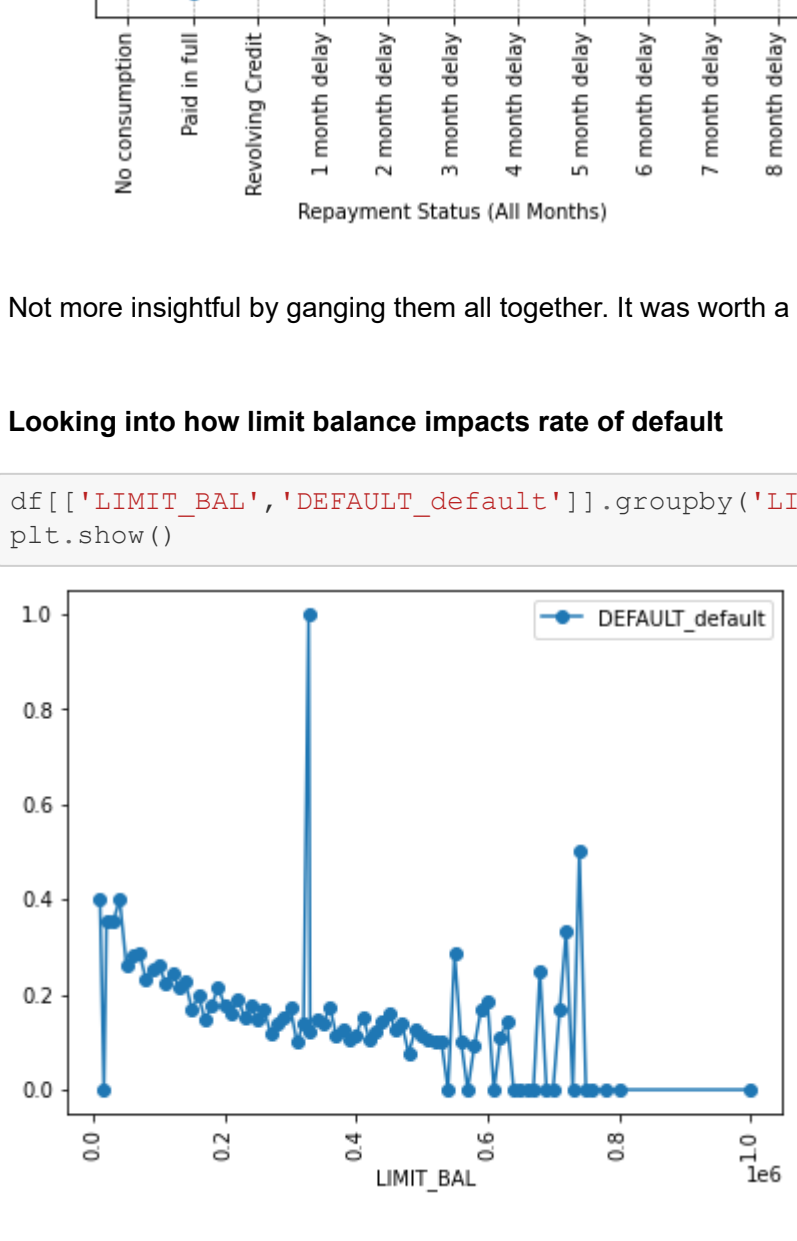 No consumption
Paid in full
Revolving Credit
1 month delay
2 month delay
3 month delay
4 month delay
5 month delay
6 month delay
7 month delay
8 month delay
Repayment Status (All Months)
Not more insightful by ganging them all together. It was worth a
Looking into how limit balance impacts rate of default
df[['LIMIT_BAL','DEFAULT_default']].groupby('LI
plt.show()
1.0
DEFAULT_default
0.8
0.6
0.4
0.2
0.0
0.0
0.2
0.4
0.6
0.8
1.0
LIMIT_BAL
1e6